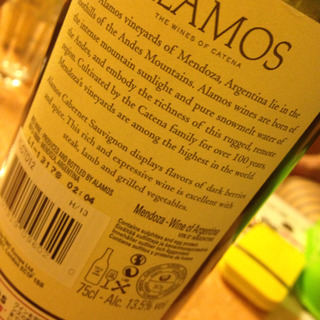 ALAMOS
THE WINES OF CATENA
Alamos vineyards of Mendoza, Argentina lie in the
foothills of the Andes Mountains. Alamos wines are born of
the intense mountain sunlight and pure snowmelt water of
the Andes, and embody the richness of this rugged, remote
region. Cultivated by the Catena family for over 100 years,
Mendoza's vineyards are among the highest in the world.
Alamos Cabernet Sauvignon displays flavors of dark berries
and spice. This rich and expressive wine is excellent with
steak, lamb and grilled vegetables.
PRODUCED AND BOTTLED BY ALAMOS
02:04
H/13
Mendoza - Wine of Argentina
75cl - Alc. 13.5%